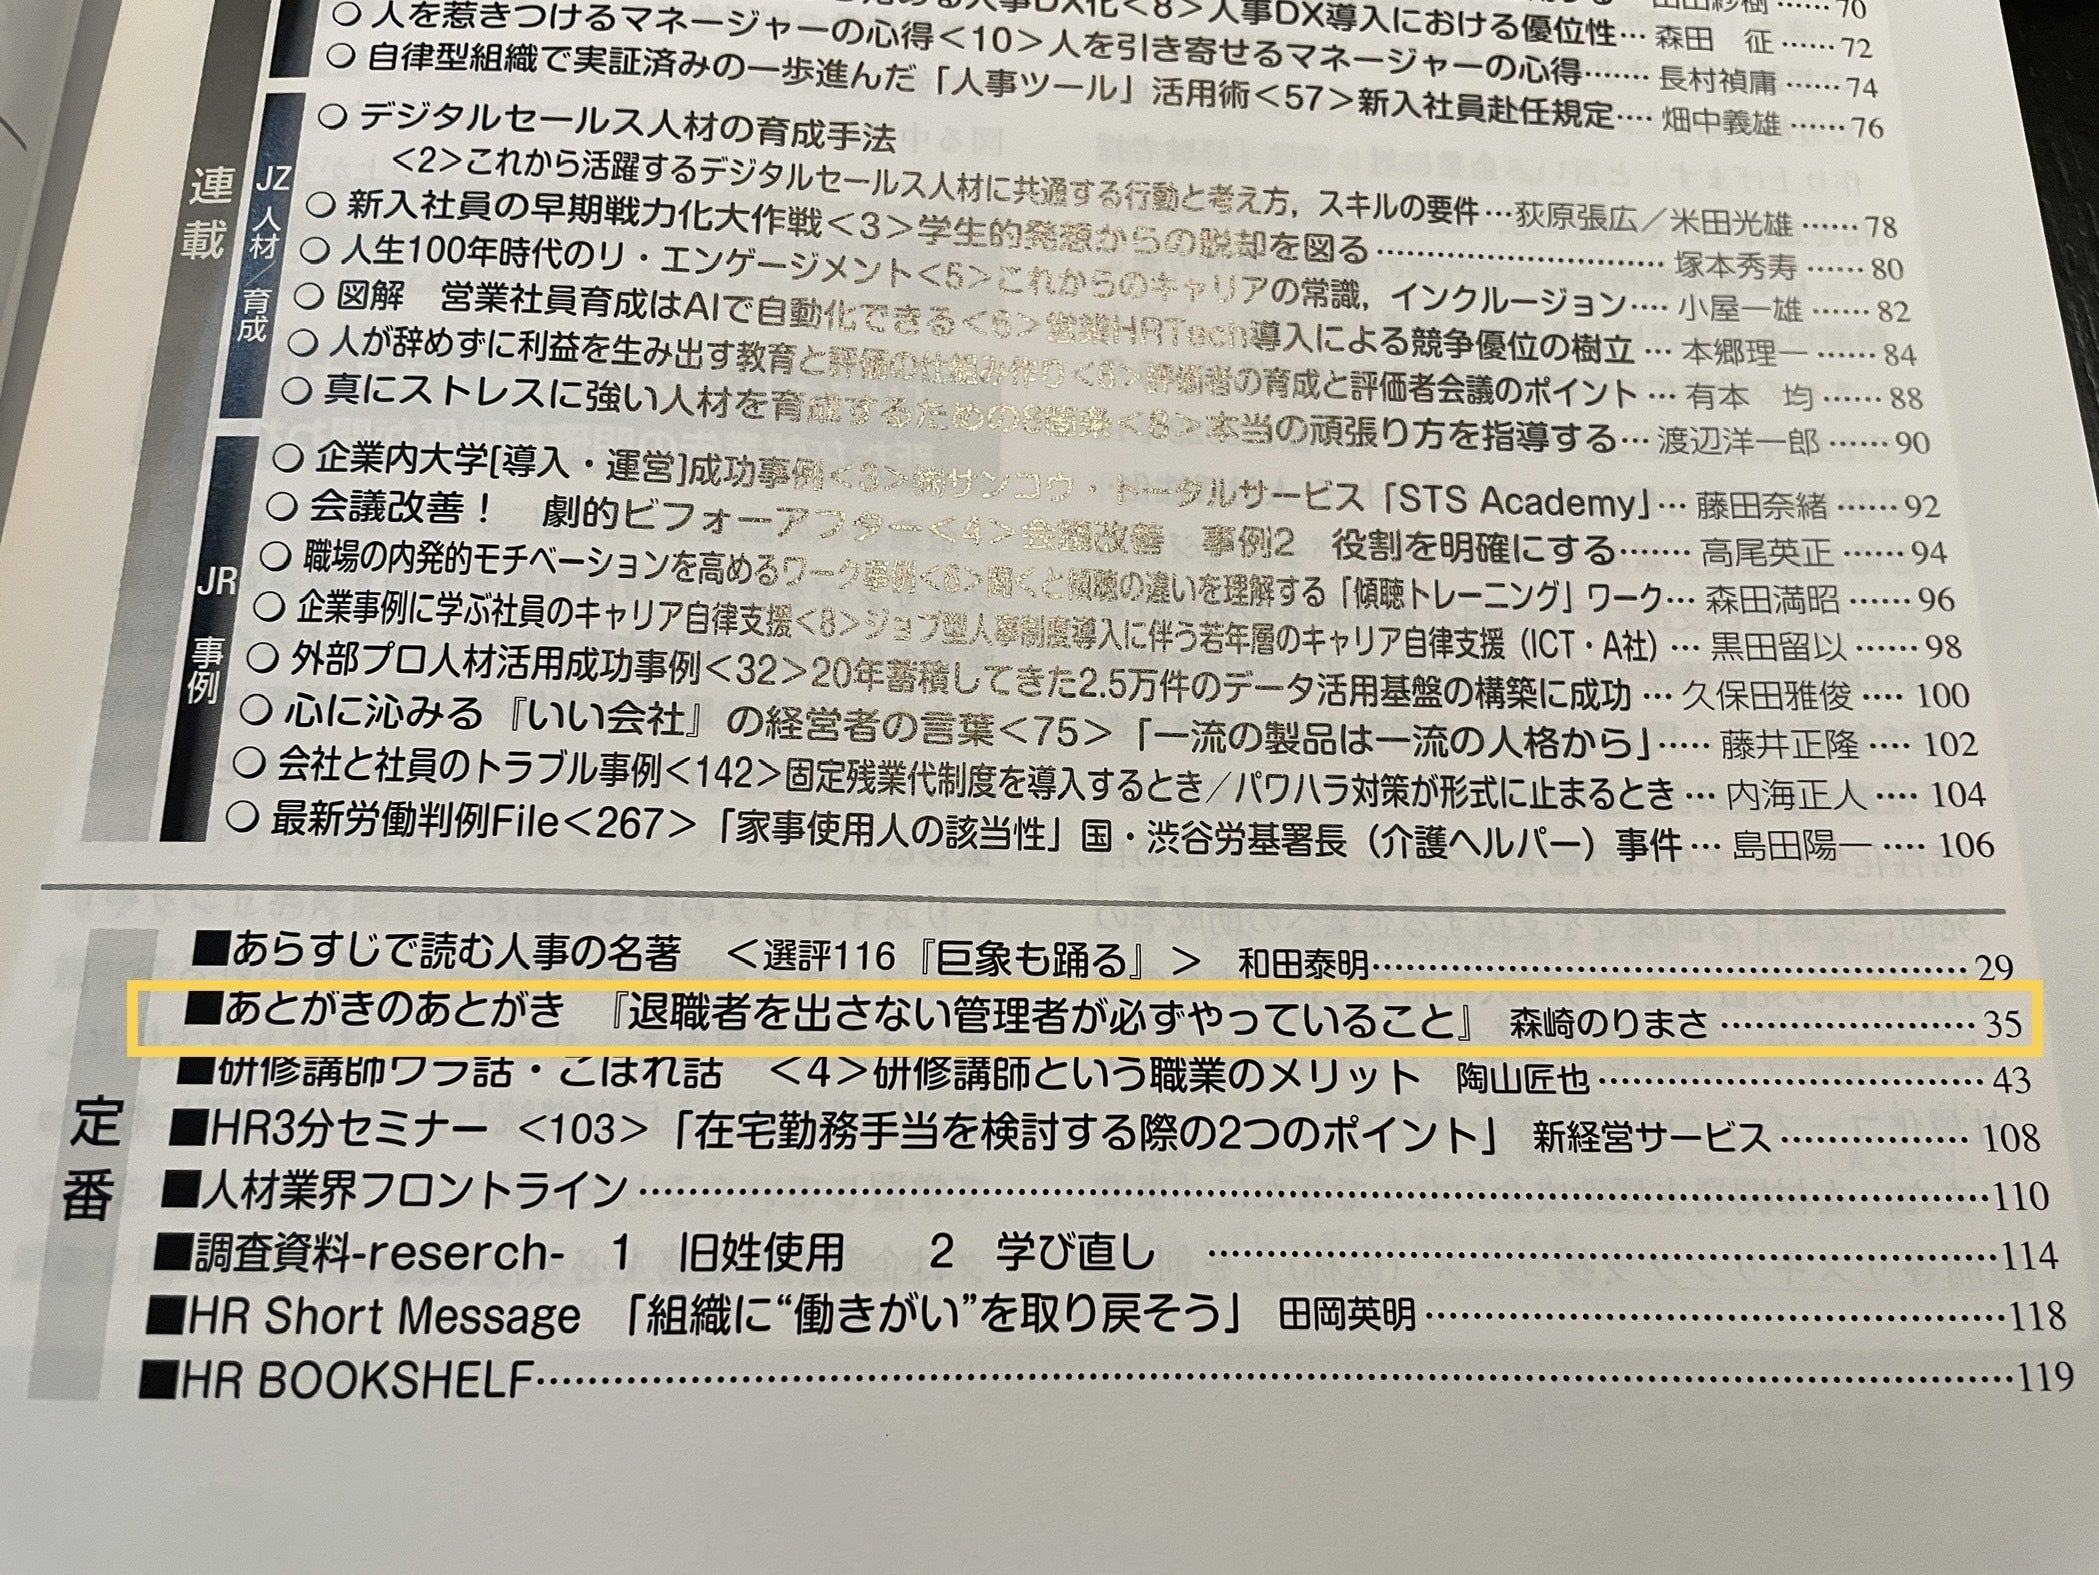 人事DX化<8>人事DX導入における優位性…森田　征……72
○人を惹きつけるマネージャーの心得<10>人を引き寄せるマネージャーの心得……長村禎庸……74
○自律型組織で実証済みの一歩進んだ「人事ツール」活用術<57>新入社員赴任規定…畑中義雄……76
連載
JZ 人材／育成
○デジタルセールス人材の育成手法
<2>これから活躍するデジタルセールス人材に共通する行動と考え方，スキルの要件…荻原張広／米田光雄……78
○新入社員の早期戦力化大作戦<3>学生的発想からの脱却を図る……………………塚本秀寿……80
○人生100年時代のリ・エンゲージメント<5>これからのキャリアの常識，インクルージョン…小屋一雄……82
○図解　営業社員育成はAIで自動化できる<6>営業HRTech導入による競争優位の樹立…本郷理一……84
○人が辞めずに利益を生み出す教育と評価の仕組み作り<6>評価者の育成と評価者会議のポイント…有本　均……88
○真にストレスに強い人材を育成するための8箇条<8>本当の頑張り方を指導する…渡辺洋一郎……90
JR 事例
○企業内大学[導入・運営]成功事例<3>㈱サンコウ・トータルサービス「STS Academy」…藤田奈緒……92
○会議改善！　劇的ビフォーアフター<4>会議改善　事例2　役割を明確にする……高尾英正……94
○職場の内発的モチベーションを高めるワーク事例<6>聞くと傾聴の違いを理解する「傾聴トレーニング」ワーク…森田満昭……96
○企業事例に学ぶ社員のキャリア自律支援<8>ジョブ型人事制度導入に伴う若年層のキャリア自律支援（ICT・A社）…黒田留以……98
○外部プロ人材活用成功事例<32>20年蓄積してきた2.5万件のデータ活用基盤の構築に成功…久保田雅俊…100
○心に沁みる『いい会社』の経営者の言葉<75>「一流の製品は一流の人格から」……藤井正隆…102
○会社と社員のトラブル事例<142>固定残業代制度を導入するとき／パワハラ対策が形式に止まるとき…内海正人…104
○最新労働判例File<267>「家事使用人の該当性」国・渋谷労基署長（介護ヘルパー）事件…島田陽一…106
定番
■あらすじで読む人事の名著　<選評116『巨象も踊る』>　和田泰明……………………29
■あとがきのあとがき　『退職者を出さない管理者が必ずやっていること』　森崎のりまさ……………35
■研修講師ウラ話・こぼれ話　<4>研修講師という職業のメリット　陶山匠也……………………43
■HR3分セミナー　<103>「在宅勤務手当を検討する際の2つのポイント」　新経営サービス…………108
■人材業界フロントライン……………………………………110
■調査資料-reserch-　1　旧姓使用　　2　学び直し　……………………114
■HR Short Message　「組織に“働きがい”を取り戻そう」　田岡英明……………………118
■HR BOOKSHELF……………………………………119